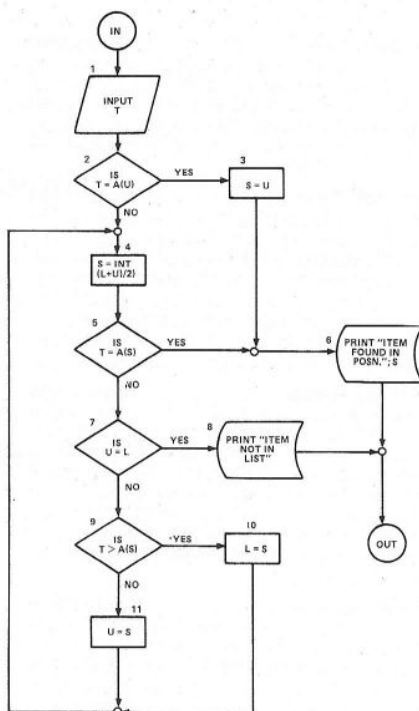 IN
1
INPUT
T
2
IS
T = A(U)
YES
3
S = U
NO
4
S = INT
(L+U)/2)
5
IS
T = A(S)
YES
6
PRINT "ITEM
FOUND IN
POSN."; S
NO
7
IS
U = L
YES
8
PRINT "ITEM
NOT IN
LIST"
NO
OUT
9
IS
T > A(S)
YES
10
L = S
NO
11
U = S